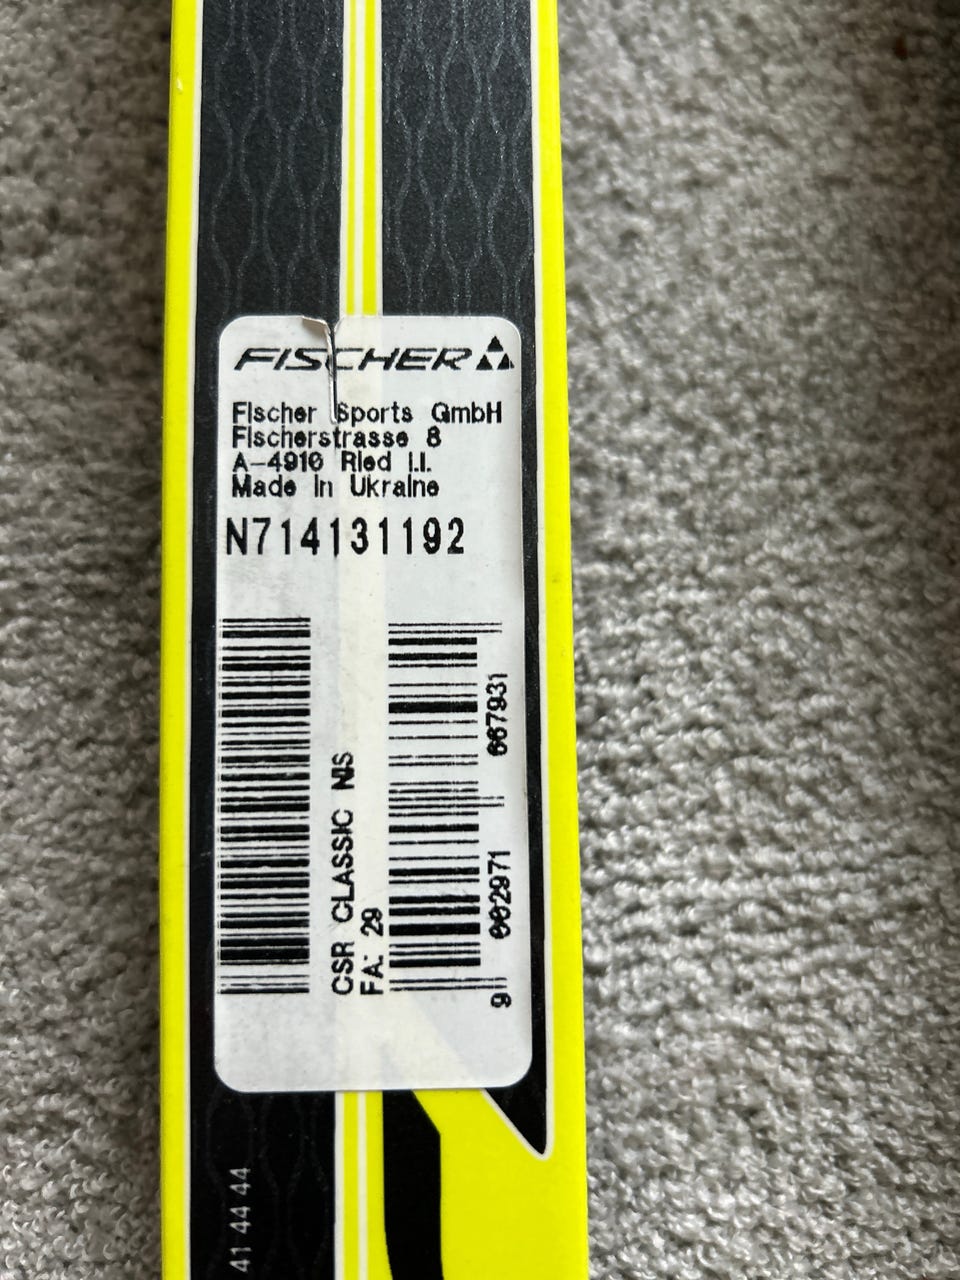 FISCHER
Fischer Sports GmbH
Fischerstrasse 8
A-4910 Ried i.I.
Made in Ukraine
N714131192
CSR CLASSIC NIS
FA: 29
9 002971 667931
41 44 44